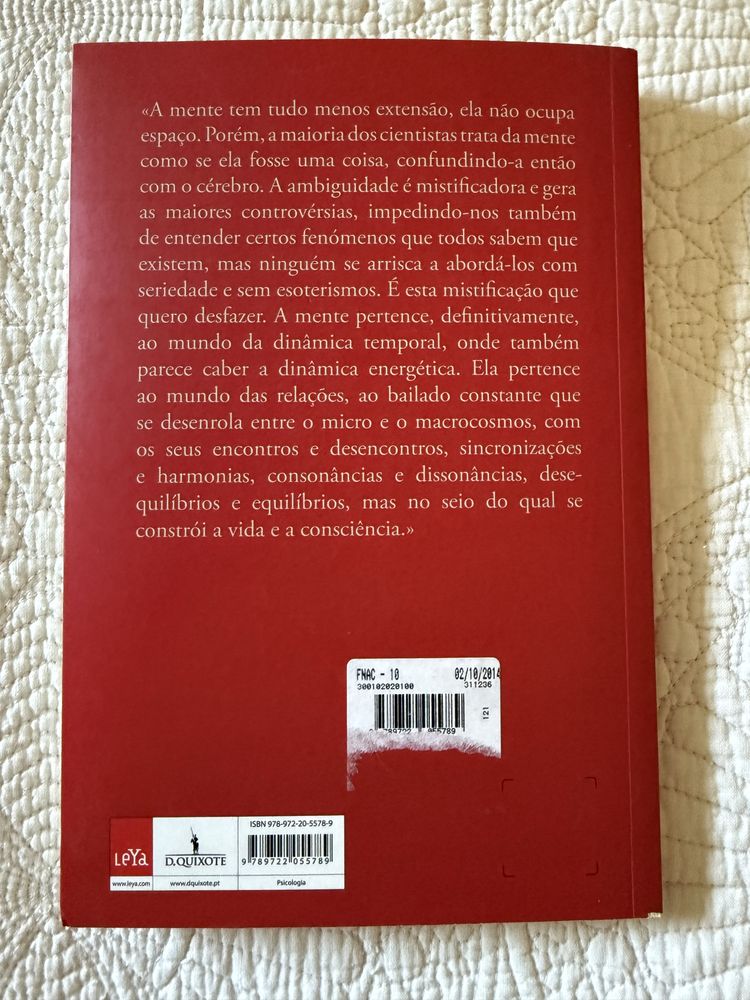 «A mente tem tudo menos extensão, ela não ocupa
espaço. Porém, a maioria dos cientistas trata da mente
como se ela fosse uma coisa, confundindo-a então
com o cérebro. A ambiguidade é mistificadora e gera
as maiores controvérsias, impedindo-nos também
de entender certos fenómenos que todos sabem que
existem, mas ninguém se arrisca a abordá-los com
seriedade e sem esoterismos. É esta mistificação que
quero desfazer. A mente pertence, definitivamente,
ao mundo da dinâmica temporal, onde também
parece caber a dinâmica energética. Ela pertence
ao mundo das relações, ao bailado constante que
se desenrola entre o micro e o macrocosmos, com
os seus encontros e desencontros, sincronizações
e harmonias, consonâncias e dissonâncias, dese-
quilíbrios e equilíbrios, mas no seio do qual se
constrói a vida e a consciência.»
FNAC - 10 02/10/2014
300102020100 311236
121
789722 055789
ISBN 978-972-20-5578-9
LeYa D.QUIXOTE
9 789722 055789
www.leya.com www.dquixote.pt Psicologia